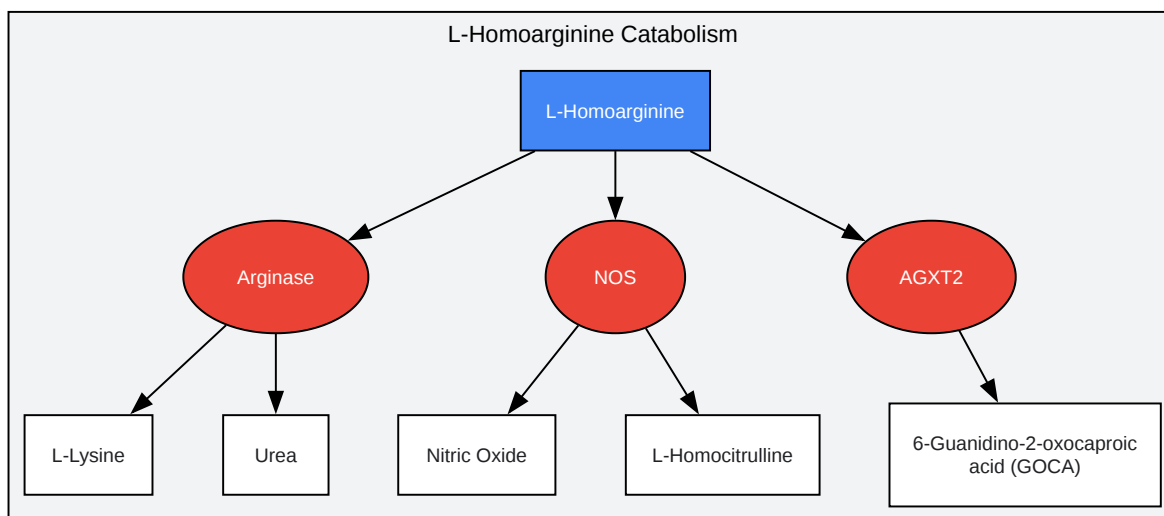 L-Homoarginine Catabolism
L-Homoarginine
Arginase
NOS
AGXT2
L-Lysine
Urea
Nitric Oxide
L-Homocitrulline
6-Guanidino-2-oxocaproic
acid (GOCA)